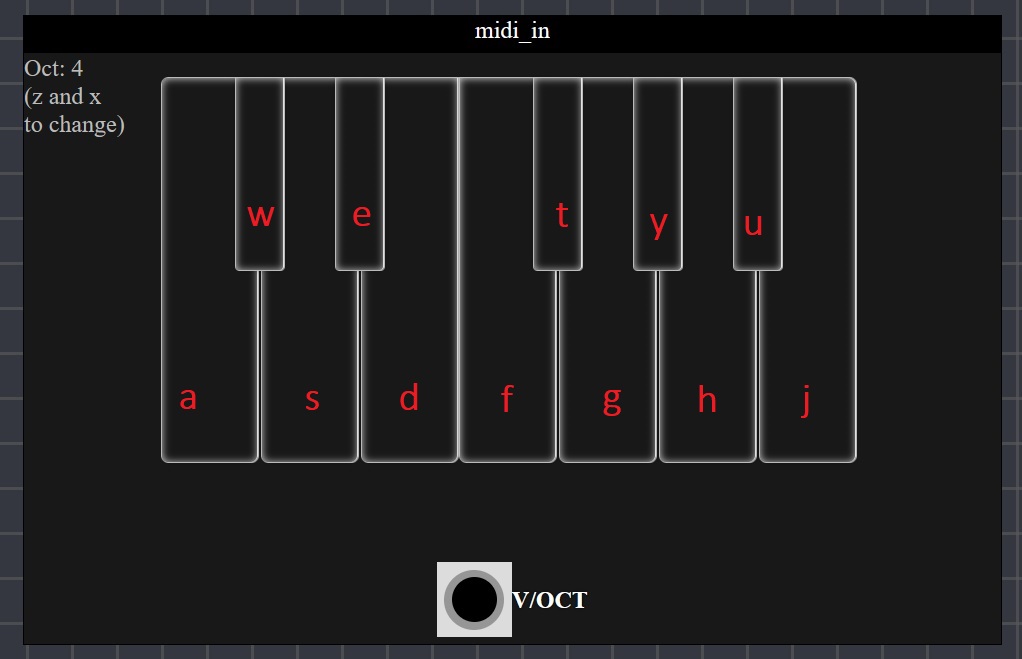 midi_in
Oct: 4
(z and x
to change)
w e t y u
a s d f g h j
V/OCT